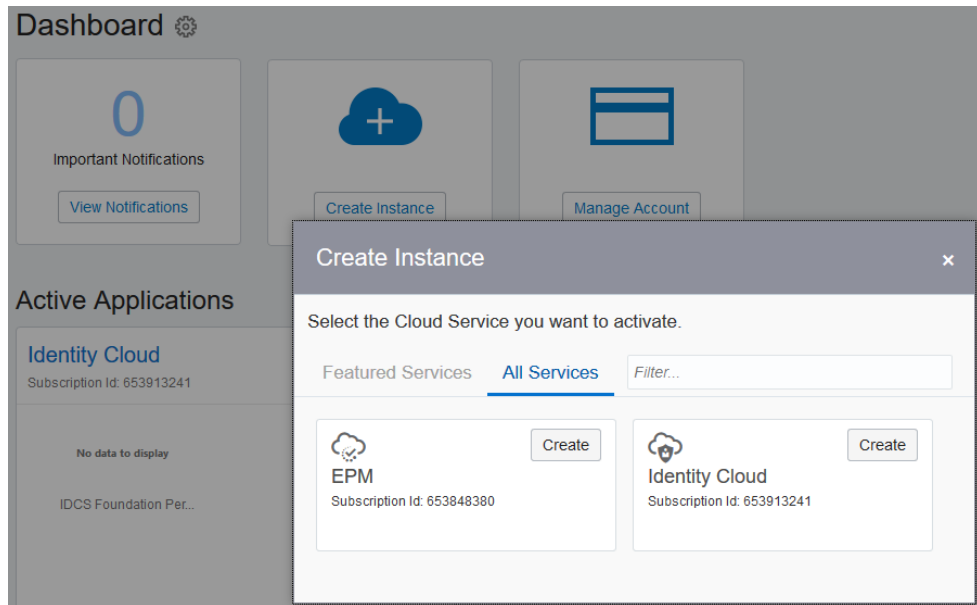 Dashboard
0
Important Notifications
View Notifications
Create Instance
Manage Account
Active Applications
Identity Cloud
Subscription Id: 653913241
No data to display
IDCS Foundation Per...
Create Instance
×
Select the Cloud Service you want to activate.
Featured Services
All Services
Filter...
EPM
Create
Subscription Id: 653848380
Identity Cloud
Create
Subscription Id: 653913241